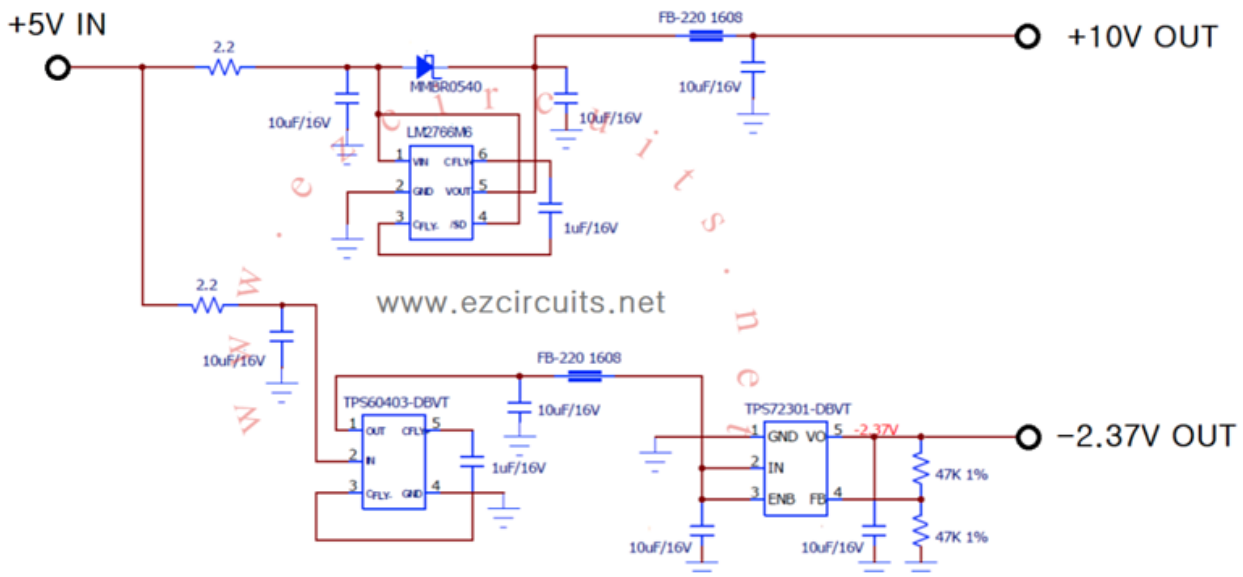 +5V IN
2.2
10uF/16V
MMBR0540
10uF/16V
FB-220 1608
10uF/16V
+10V OUT
LM2766M6
1 VIN CFLY+ 6
2 GND VOUT 5
3 CFLY- /SD 4
1uF/16V
www.ezcircuits.net
www.ezcircuits.net
2.2
10uF/16V
FB-220 1608
10uF/16V
TPS60403-DBVT
1 OUT CFLY+ 5
2 IN
3 CFLY- GND 4
1uF/16V
TPS72301-DBVT
1 GND VO 5
2 IN
3 ENB FB 4
-2.37V
-2.37V OUT
47K 1%
47K 1%
10uF/16V
10uF/16V